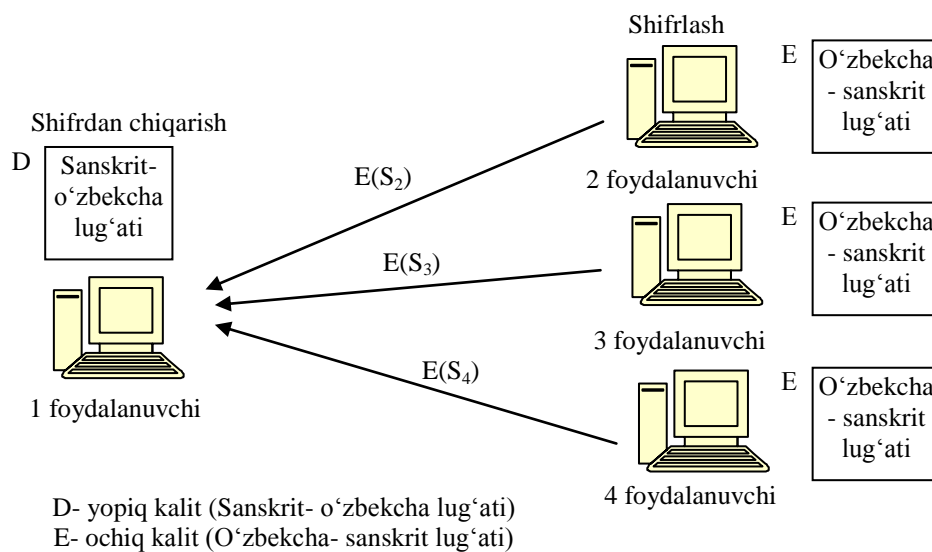 Shifrlash
E
O‘zbekcha
- sanskrit
lug‘ati
2 foydalanuvchi
Shifrdan chiqarish
D
Sanskrit-
o‘zbekcha
lug‘ati
1 foydalanuvchi
E(S₂)
E(S₃)
E(S₄)
E
O‘zbekcha
- sanskrit
lug‘ati
3 foydalanuvchi
E
O‘zbekcha
- sanskrit
lug‘ati
4 foydalanuvchi
D- yopiq kalit (Sanskrit- o‘zbekcha lug‘ati)
E- ochiq kalit (O‘zbekcha- sanskrit lug‘ati)